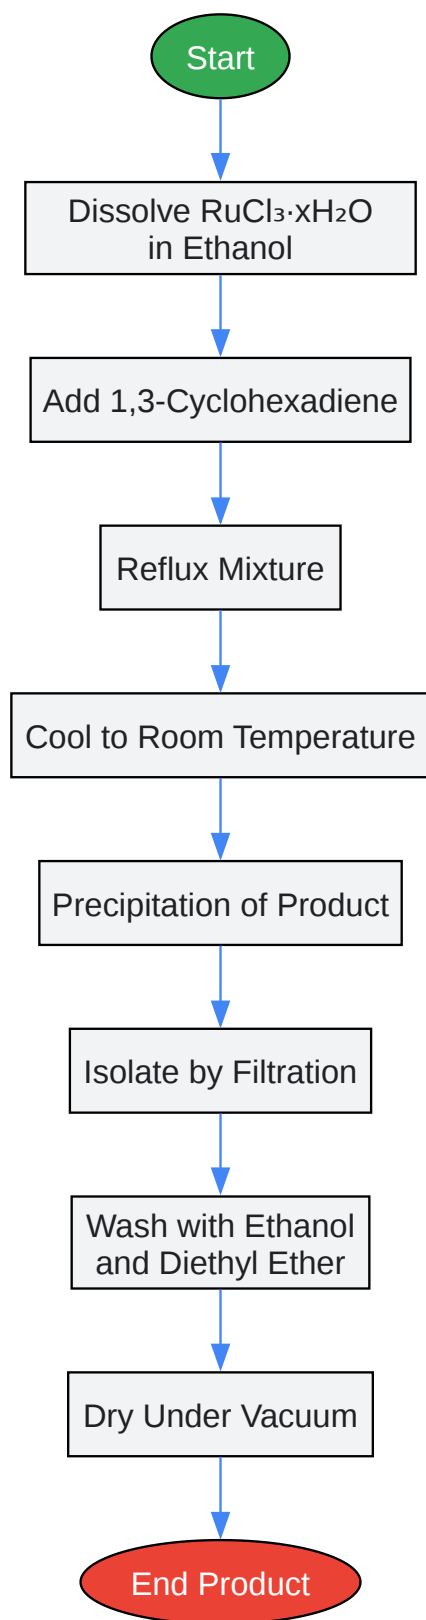 Start
Dissolve RuCl₃·xH₂O
in Ethanol
Add 1,3-Cyclohexadiene
Reflux Mixture
Cool to Room Temperature
Precipitation of Product
Isolate by Filtration
Wash with Ethanol
and Diethyl Ether
Dry Under Vacuum
End Product